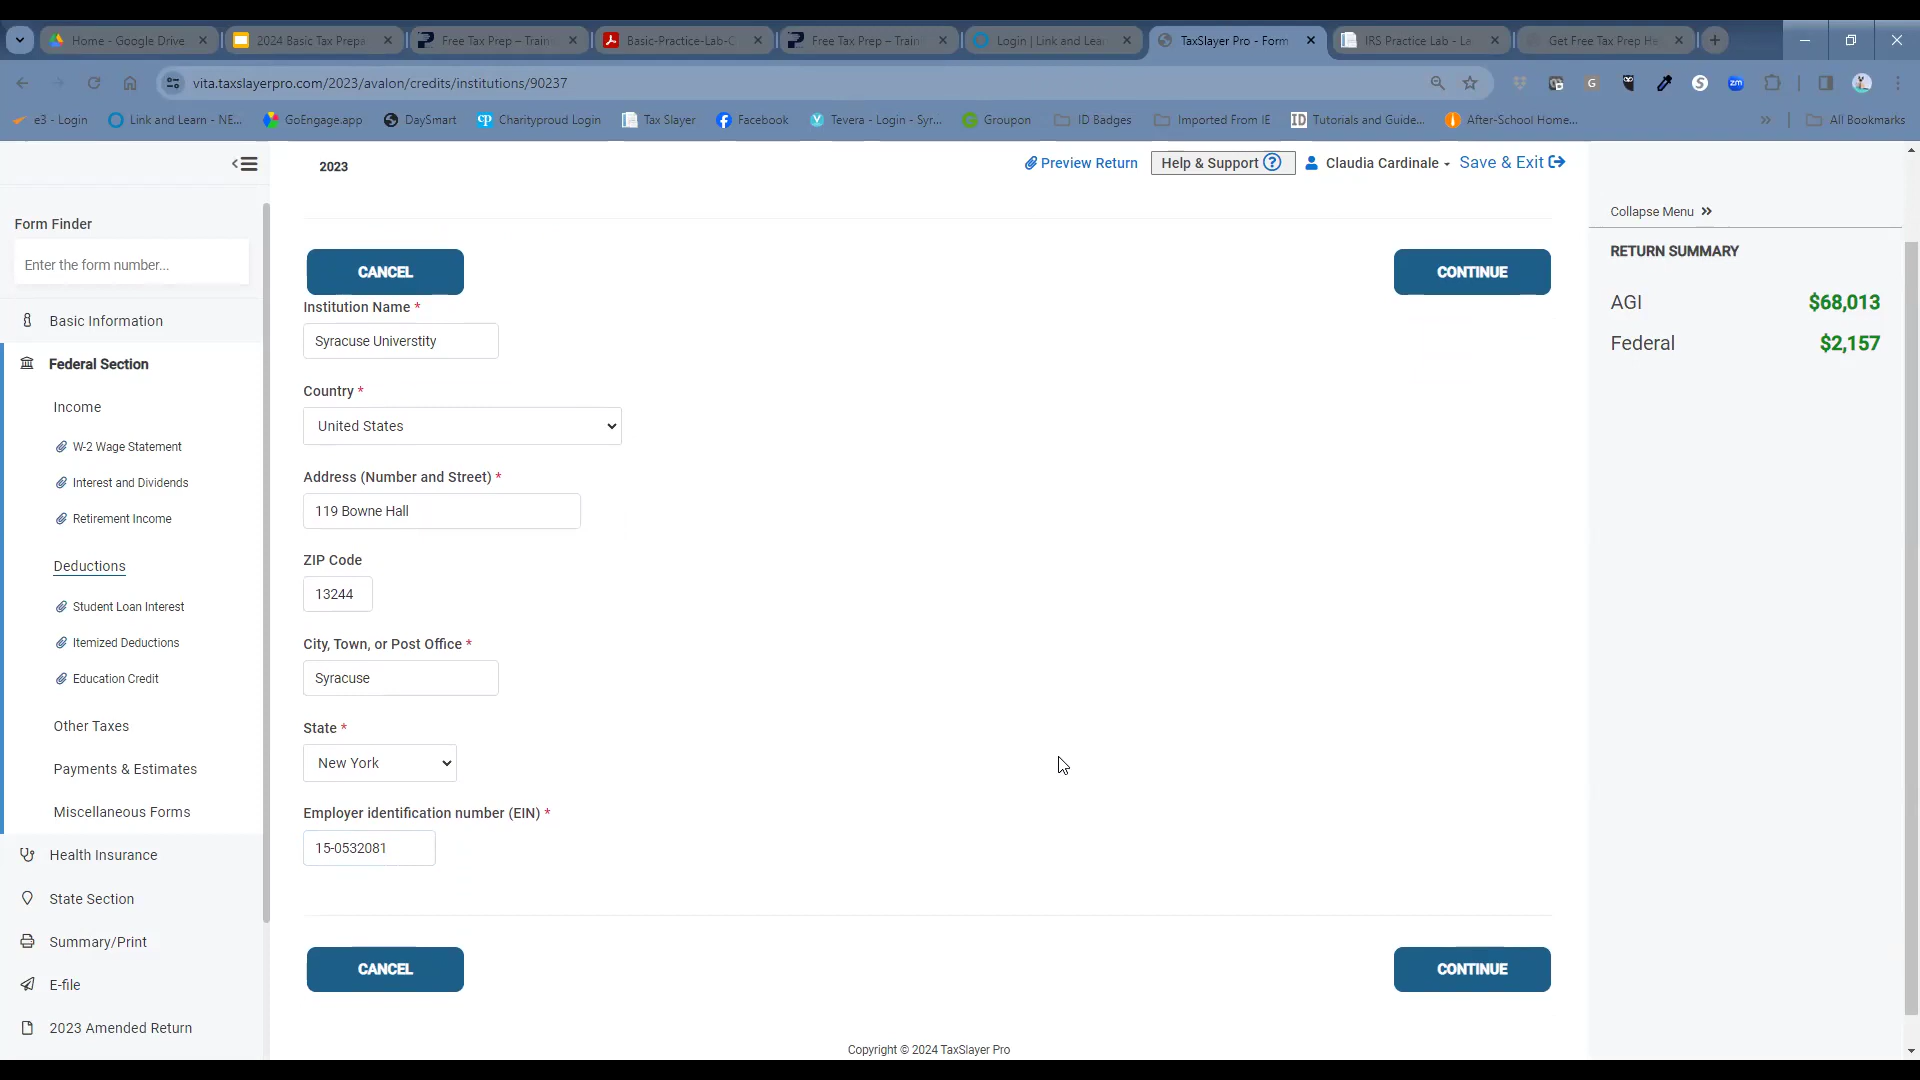 Home - Google Drive
2024 Basic Tax Prepa
Free Tax Prep – Train
Basic-Practice-Lab-C
Free Tax Prep – Train
Login | Link and Lear
TaxSlayer Pro - Form
IRS Practice Lab - La
Get Free Tax Prep He
vita.taxslayerpro.com/2023/avalon/credits/institutions/90237
e3 - Login
Link and Learn - NE...
GoEngage.app
DaySmart
Charityproud Login
Tax Slayer
Facebook
Tevera - Login - Syr...
Groupon
ID Badges
Imported From IE
Tutorials and Guide...
After-School Home...
All Bookmarks
2023
Preview Return
Help & Support
Claudia Cardinale
Save & Exit
Form Finder
Enter the form number...
Basic Information
Federal Section
Income
W-2 Wage Statement
Interest and Dividends
Retirement Income
Deductions
Student Loan Interest
Itemized Deductions
Education Credit
Other Taxes
Payments & Estimates
Miscellaneous Forms
Health Insurance
State Section
Summary/Print
E-file
2023 Amended Return
CANCEL
CONTINUE
Institution Name *
Syracuse Universtity
Country *
United States
Address (Number and Street) *
119 Bowne Hall
ZIP Code
13244
City, Town, or Post Office *
Syracuse
State *
New York
Employer identification number (EIN) *
15-0532081
CANCEL
CONTINUE
Copyright © 2024 TaxSlayer Pro
Collapse Menu
RETURN SUMMARY
AGI $68,013
Federal $2,157